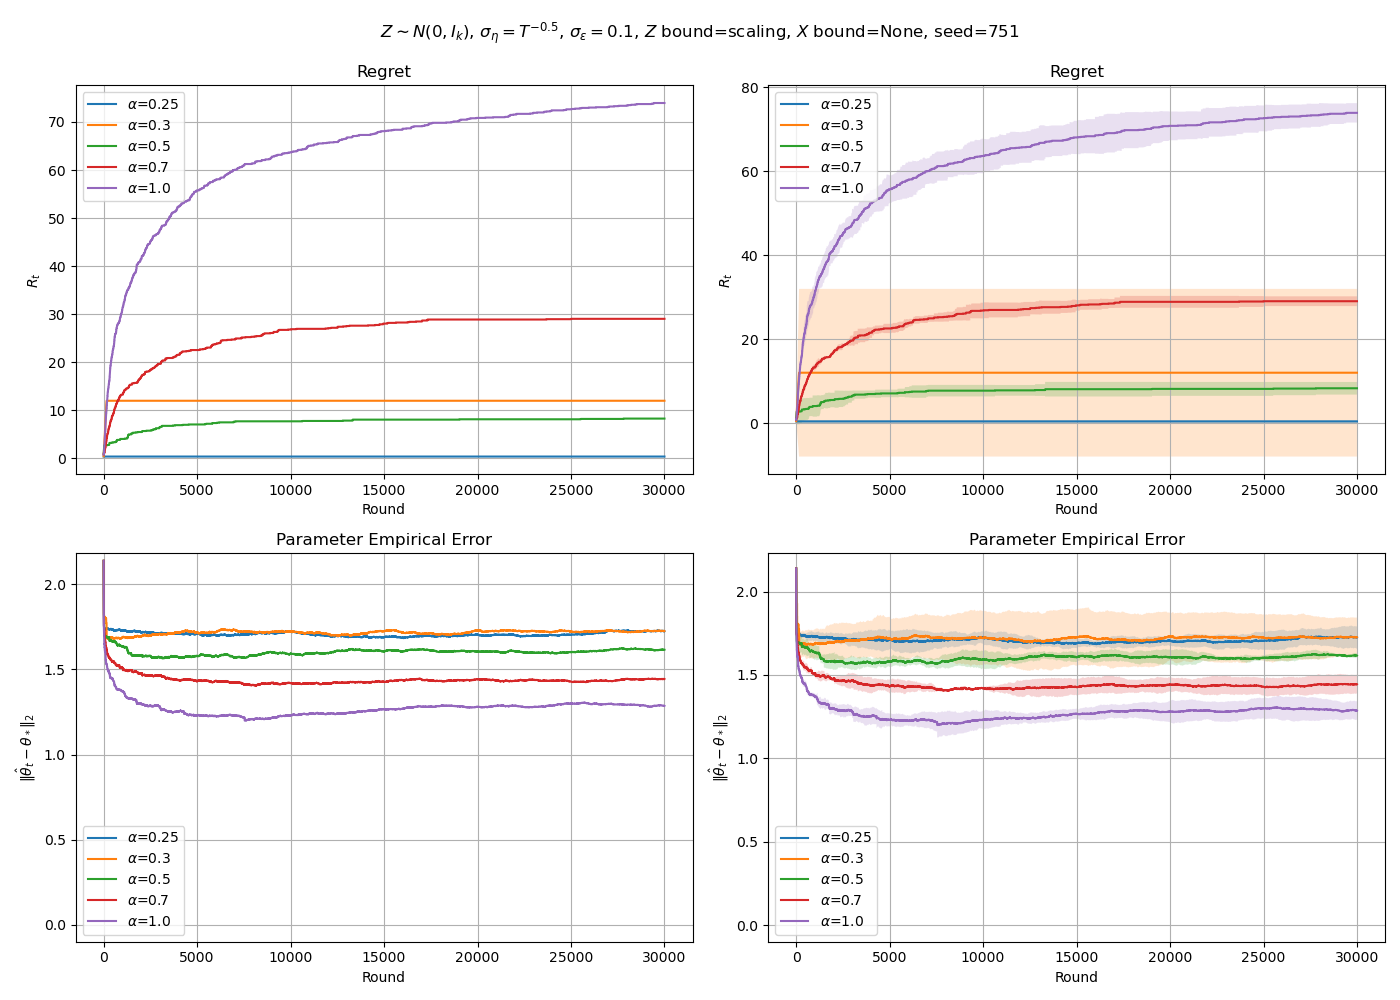 Z ∼ N(0, I_k), σ_η = T^{−0.5}, σ_ε = 0.1, Z bound=scaling, X bound=None, seed=751
Regret
α=0.25
α=0.3
α=0.5
α=0.7
α=1.0
70
60
50
40
30
20
10
0
R_t
0 5000 10000 15000 20000 25000 30000
Round
Regret
α=0.25
α=0.3
α=0.5
α=0.7
α=1.0
80
60
40
20
0
R_t
0 5000 10000 15000 20000 25000 30000
Round
Parameter Empirical Error
2.0
1.5
1.0
0.5
0.0
‖θ̂_t − θ_*‖_2
α=0.25
α=0.3
α=0.5
α=0.7
α=1.0
0 5000 10000 15000 20000 25000 30000
Round
Parameter Empirical Error
2.0
1.5
1.0
0.5
0.0
‖θ̂_t − θ_*‖_2
α=0.25
α=0.3
α=0.5
α=0.7
α=1.0
0 5000 10000 15000 20000 25000 30000
Round